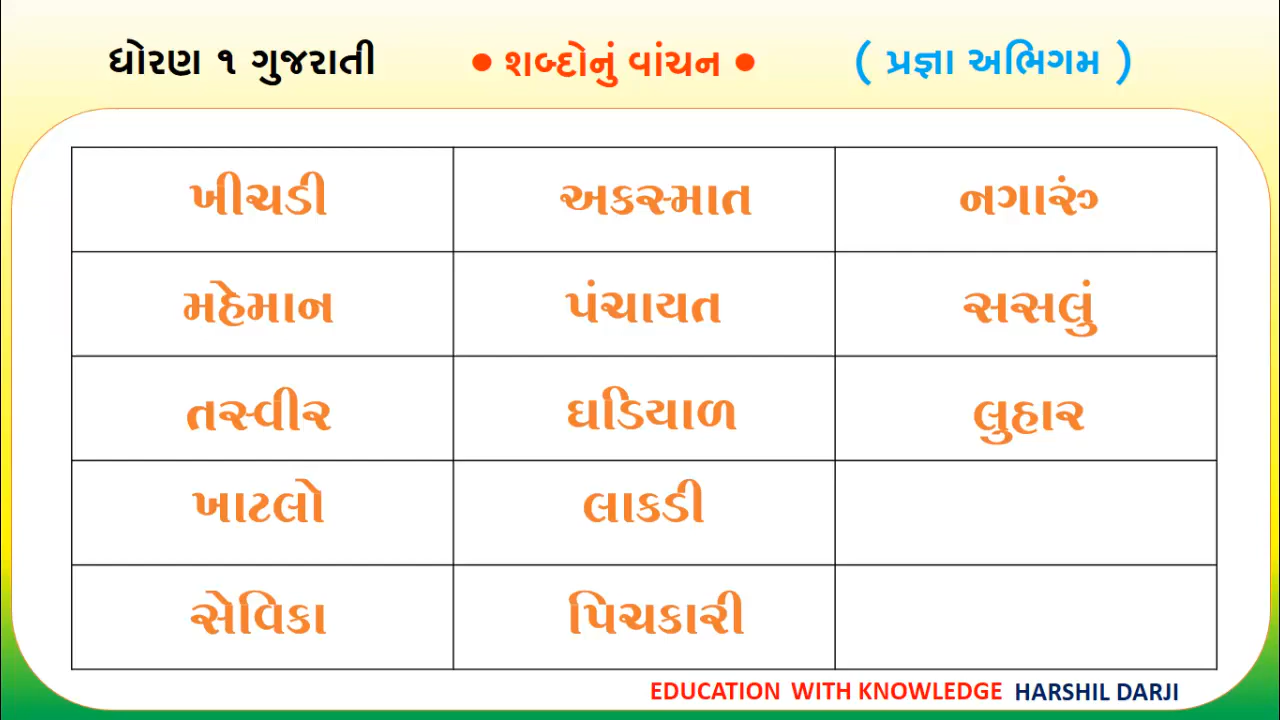 ધોરણ ૧ ગુજરાતી • શબ્દોનું વાંચન • ( પ્રજ્ઞા અભિગમ )
ખીચડી અકસ્માત નગારું
મહેમાન પંચાયત સસલું
તસ્વીર ઘડિયાળ લુહાર
ખાટલો લાકડી
સેવિકા પિચકારી
EDUCATION WITH KNOWLEDGE HARSHIL DARJI